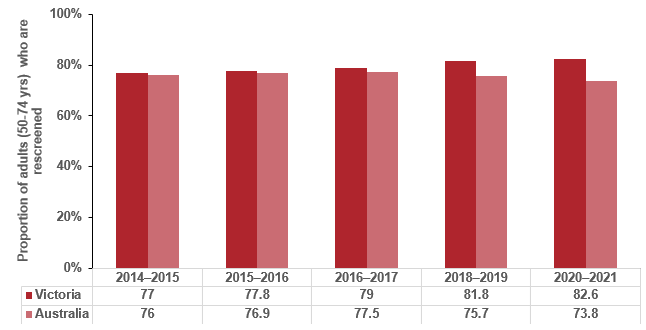 Proportion of adults (50-74 yrs) who are
rescreened
100%
80%
60%
40%
20%
0%
2014–2015 2015–2016 2016–2017 2018–2019 2020–2021
Victoria 77 77.8 79 81.8 82.6
Australia 76 76.9 77.5 75.7 73.8